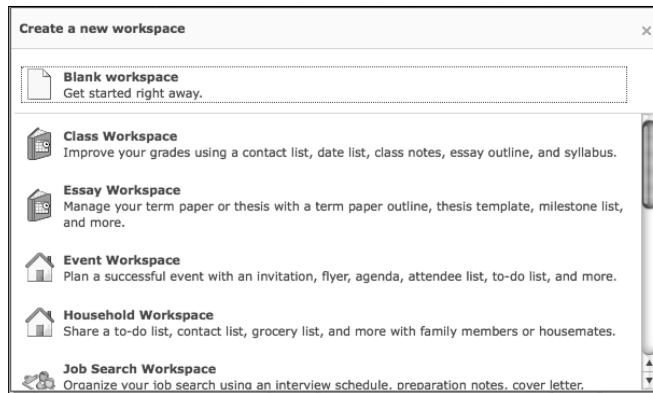 Create a new workspace
Blank workspace
Get started right away.
Class Workspace
Improve your grades using a contact list, date list, class notes, essay outline, and syllabus.
Essay Workspace
Manage your term paper or thesis with a term paper outline, thesis template, milestone list,
and more.
Event Workspace
Plan a successful event with an invitation, flyer, agenda, attendee list, to-do list, and more.
Household Workspace
Share a to-do list, contact list, grocery list, and more with family members or housemates.
Job Search Workspace
Organize your job search using an interview schedule, preparation notes, cover letter,